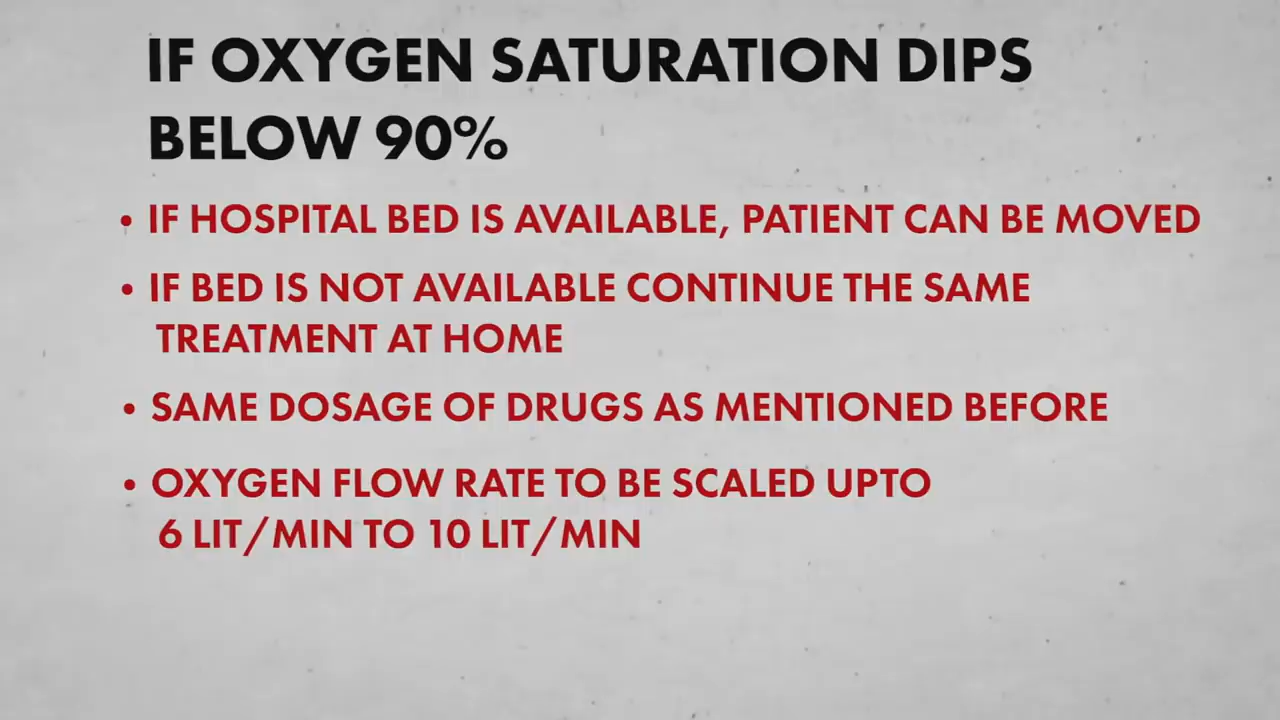 IF OXYGEN SATURATION DIPS
BELOW 90%
• IF HOSPITAL BED IS AVAILABLE, PATIENT CAN BE MOVED
• IF BED IS NOT AVAILABLE CONTINUE THE SAME
TREATMENT AT HOME
• SAME DOSAGE OF DRUGS AS MENTIONED BEFORE
• OXYGEN FLOW RATE TO BE SCALED UPTO
6 LIT/MIN TO 10 LIT/MIN